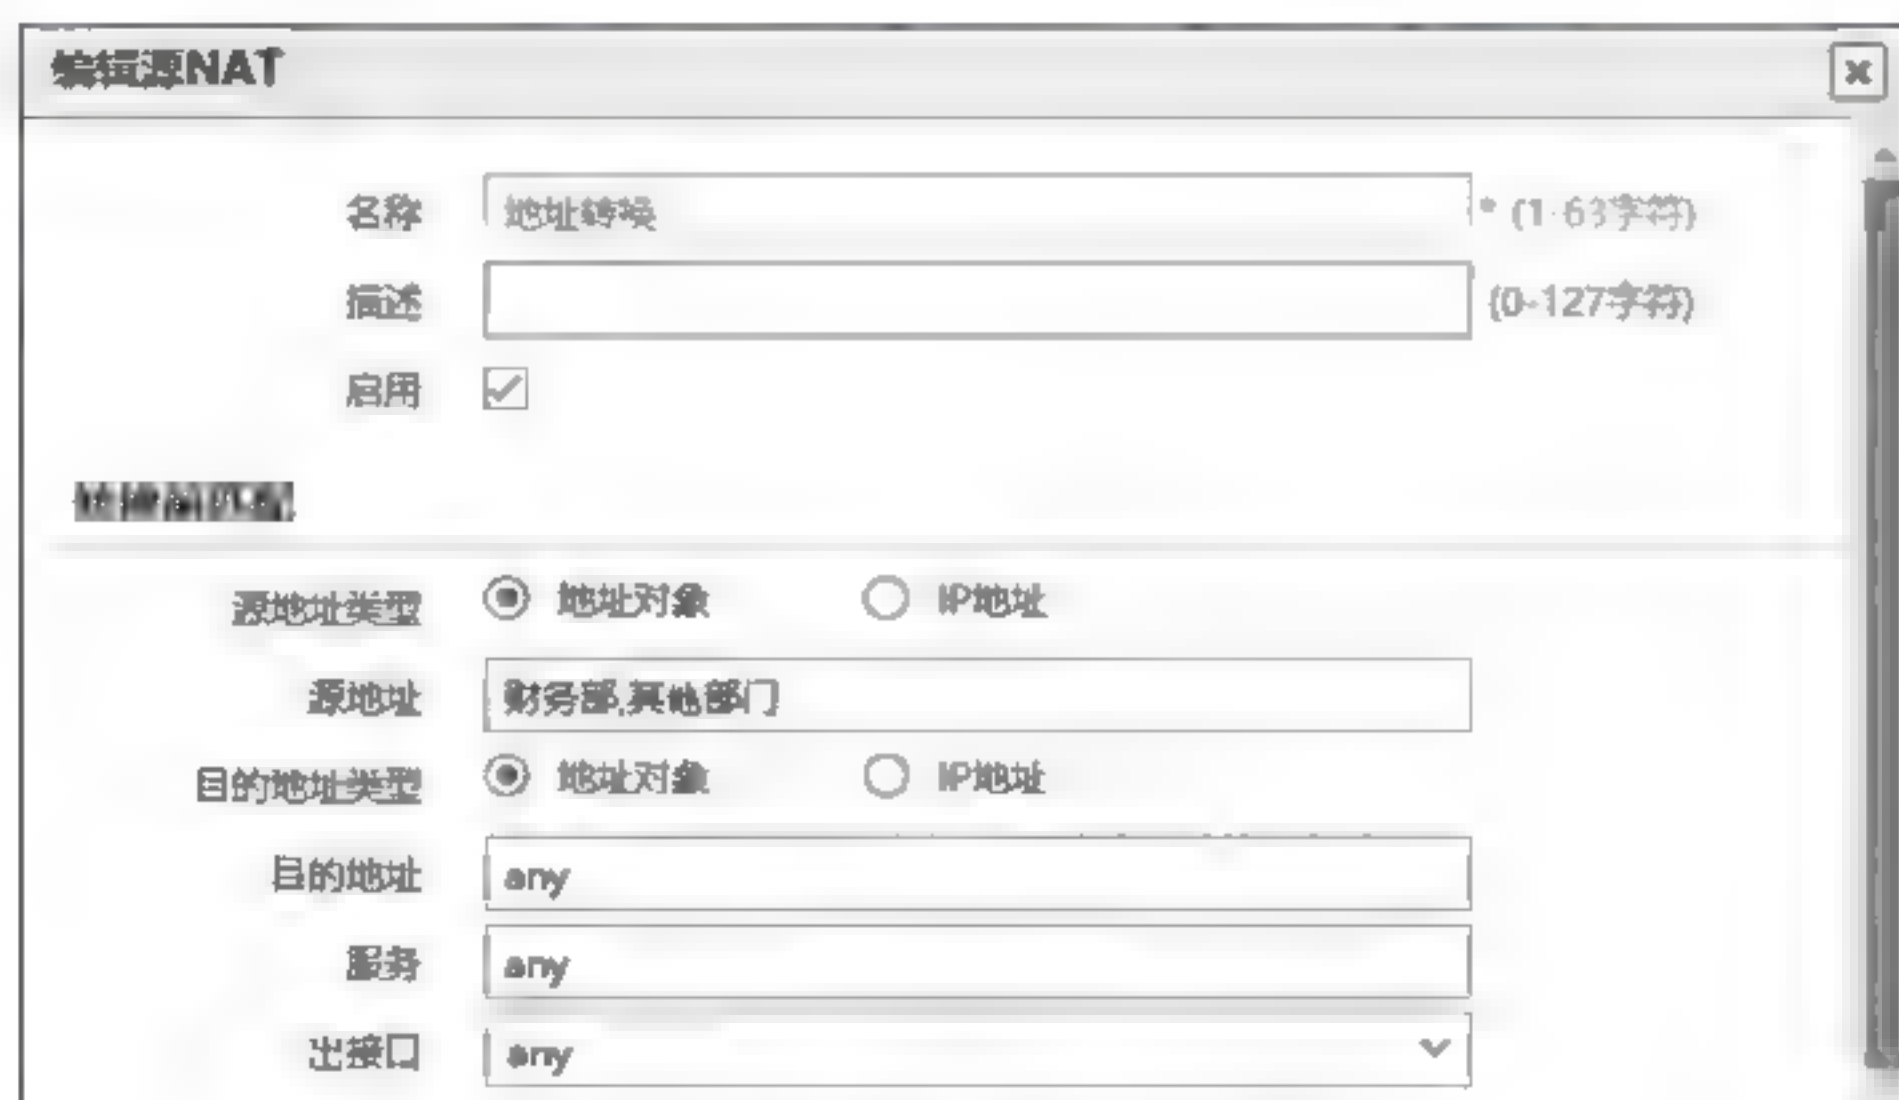 编辑源NAT
名称 地址转换 * (1-63字符)
描述 (0-127字符)
启用
源地址类型 地址对象 IP地址
源地址 财务部,其他部门
目的地址类型 地址对象 IP地址
目的地址 any
服务 any
出接口 any